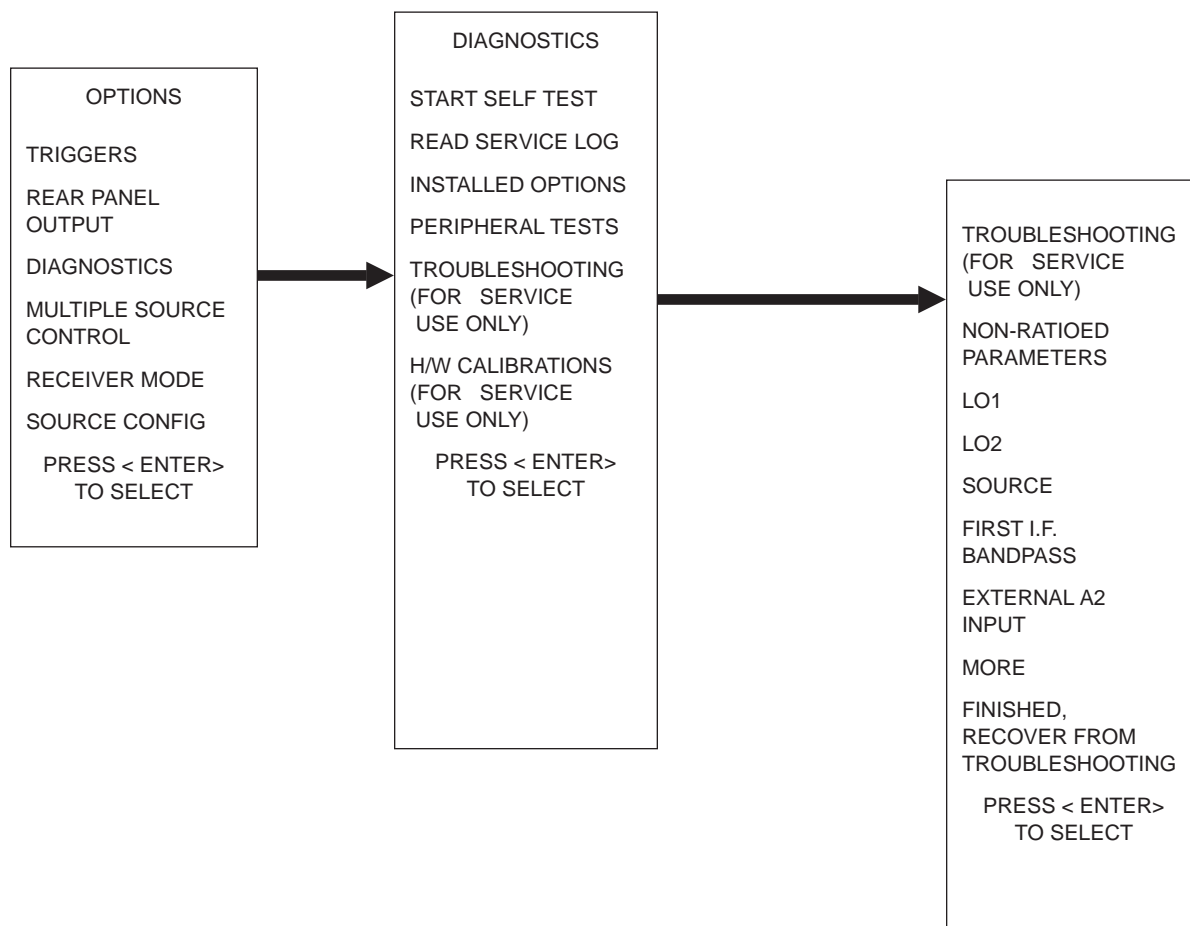 OPTIONS
TRIGGERS
REAR PANEL
OUTPUT
DIAGNOSTICS
MULTIPLE SOURCE
CONTROL
RECEIVER MODE
SOURCE CONFIG
PRESS < ENTER>
TO SELECT
DIAGNOSTICS
START SELF TEST
READ SERVICE LOG
INSTALLED OPTIONS
PERIPHERAL TESTS
TROUBLESHOOTING
(FOR SERVICE
USE ONLY)
H/W CALIBRATIONS
(FOR SERVICE
USE ONLY)
PRESS < ENTER>
TO SELECT
TROUBLESHOOTING
(FOR SERVICE
USE ONLY)
NON-RATIOED
PARAMETERS
LO1
LO2
SOURCE
FIRST I.F.
BANDPASS
EXTERNAL A2
INPUT
MORE
FINISHED,
RECOVER FROM
TROUBLESHOOTING
PRESS < ENTER>
TO SELECT